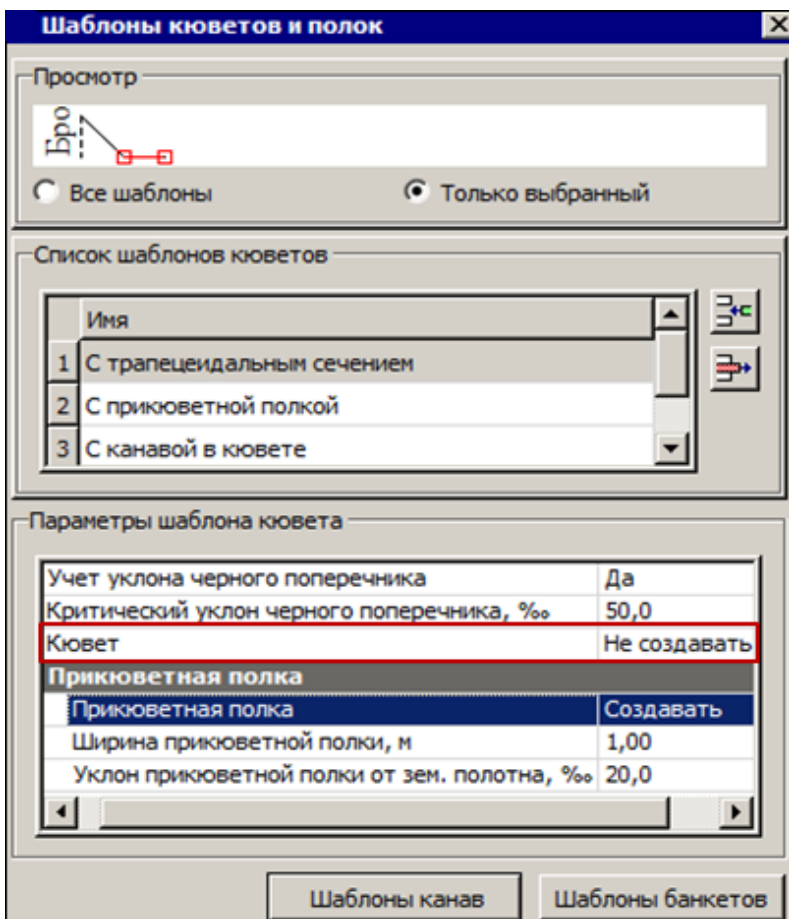 Шаблоны кюветов и полок
Просмотр
Бро
Все шаблоны Только выбранный
Список шаблонов кюветов
Имя
1 С трапецеидальным сечением
2 С прикюветной полкой
3 С канавой в кювете
Параметры шаблона кювета
Учет уклона черного поперечника Да
Критический уклон черного поперечника, ‰ 50,0
Кювет Не создавать
Прикюветная полка
Прикюветная полка Создавать
Ширина прикюветной полки, м 1,00
Уклон прикюветной полки от зем. полотна, ‰ 20,0
Шаблоны канав Шаблоны банкетов